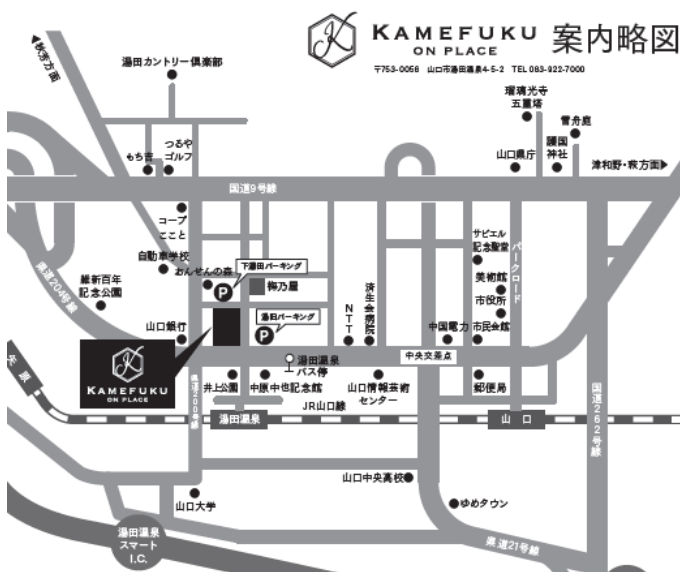 KAMEFUKU
ON PLACE
案内略図
〒753-0056 山口市湯田温泉4-5-2 TEL 083-922-7000
秋芳方面
湯田カントリー倶楽部
瑠璃光寺
五重塔
雪舟庭
つるや
ゴルフ
もち吉
山口県庁
護国
神社
津和野・萩方面
国道9号線
コープ
こことと
サビエル
記念聖堂
パークロード
自動車学校
下湯田パーキング
県道204号線
維新百年
記念公園
おんせんの森
P
梅乃屋
美術館
市役所
済生会病院
NTT
湯田パーキング
P
山口銀行
中国電力
市民会館
中央交差点
湯田温泉
バス停
KAMEFUKU
ON PLACE
矢原
井上公園
中原中也記念館
山口情報芸術
センター
郵便局
県道200号線
国道262号線
JR山口線
湯田温泉
山口
山口中央高校
山口大学
ゆめタウン
湯田温泉
スマート
I.C.
県道21号線